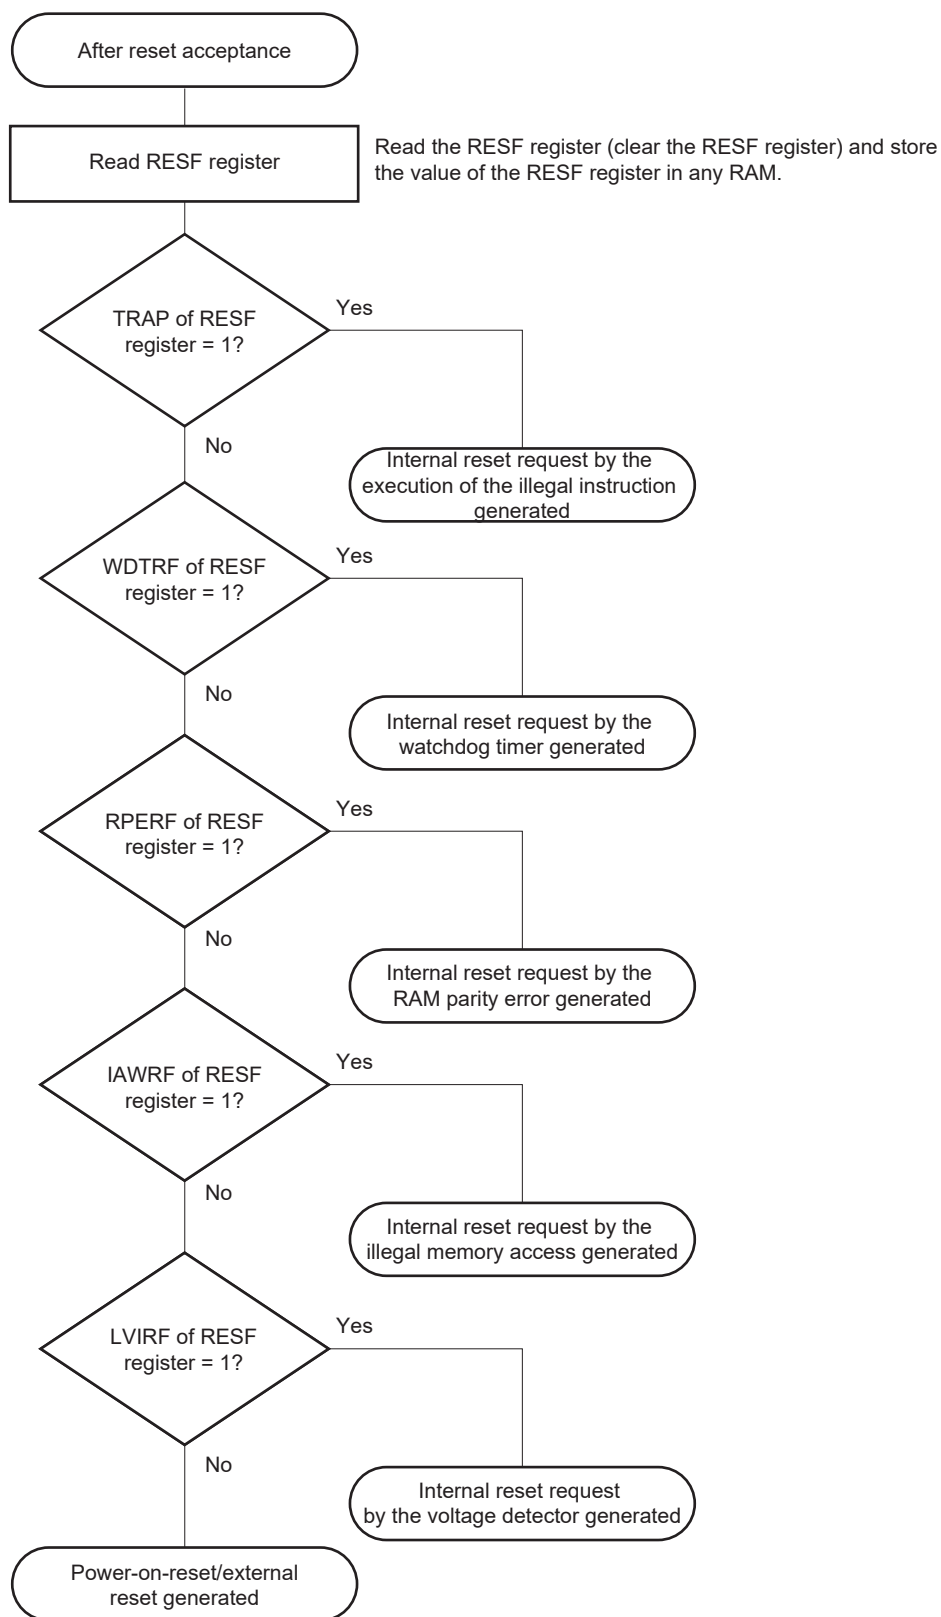 After reset acceptance
Read RESF register
Read the RESF register (clear the RESF register) and store
the value of the RESF register in any RAM.
TRAP of RESF
register = 1?
Yes
No
Internal reset request by the
execution of the illegal instruction
generated
WDTRF of RESF
register = 1?
Yes
No
Internal reset request by the
watchdog timer generated
RPERF of RESF
register = 1?
Yes
No
Internal reset request by the
RAM parity error generated
IAWRF of RESF
register = 1?
Yes
No
Internal reset request by the
illegal memory access generated
LVIRF of RESF
register = 1?
Yes
No
Internal reset request
by the voltage detector generated
Power-on-reset/external
reset generated